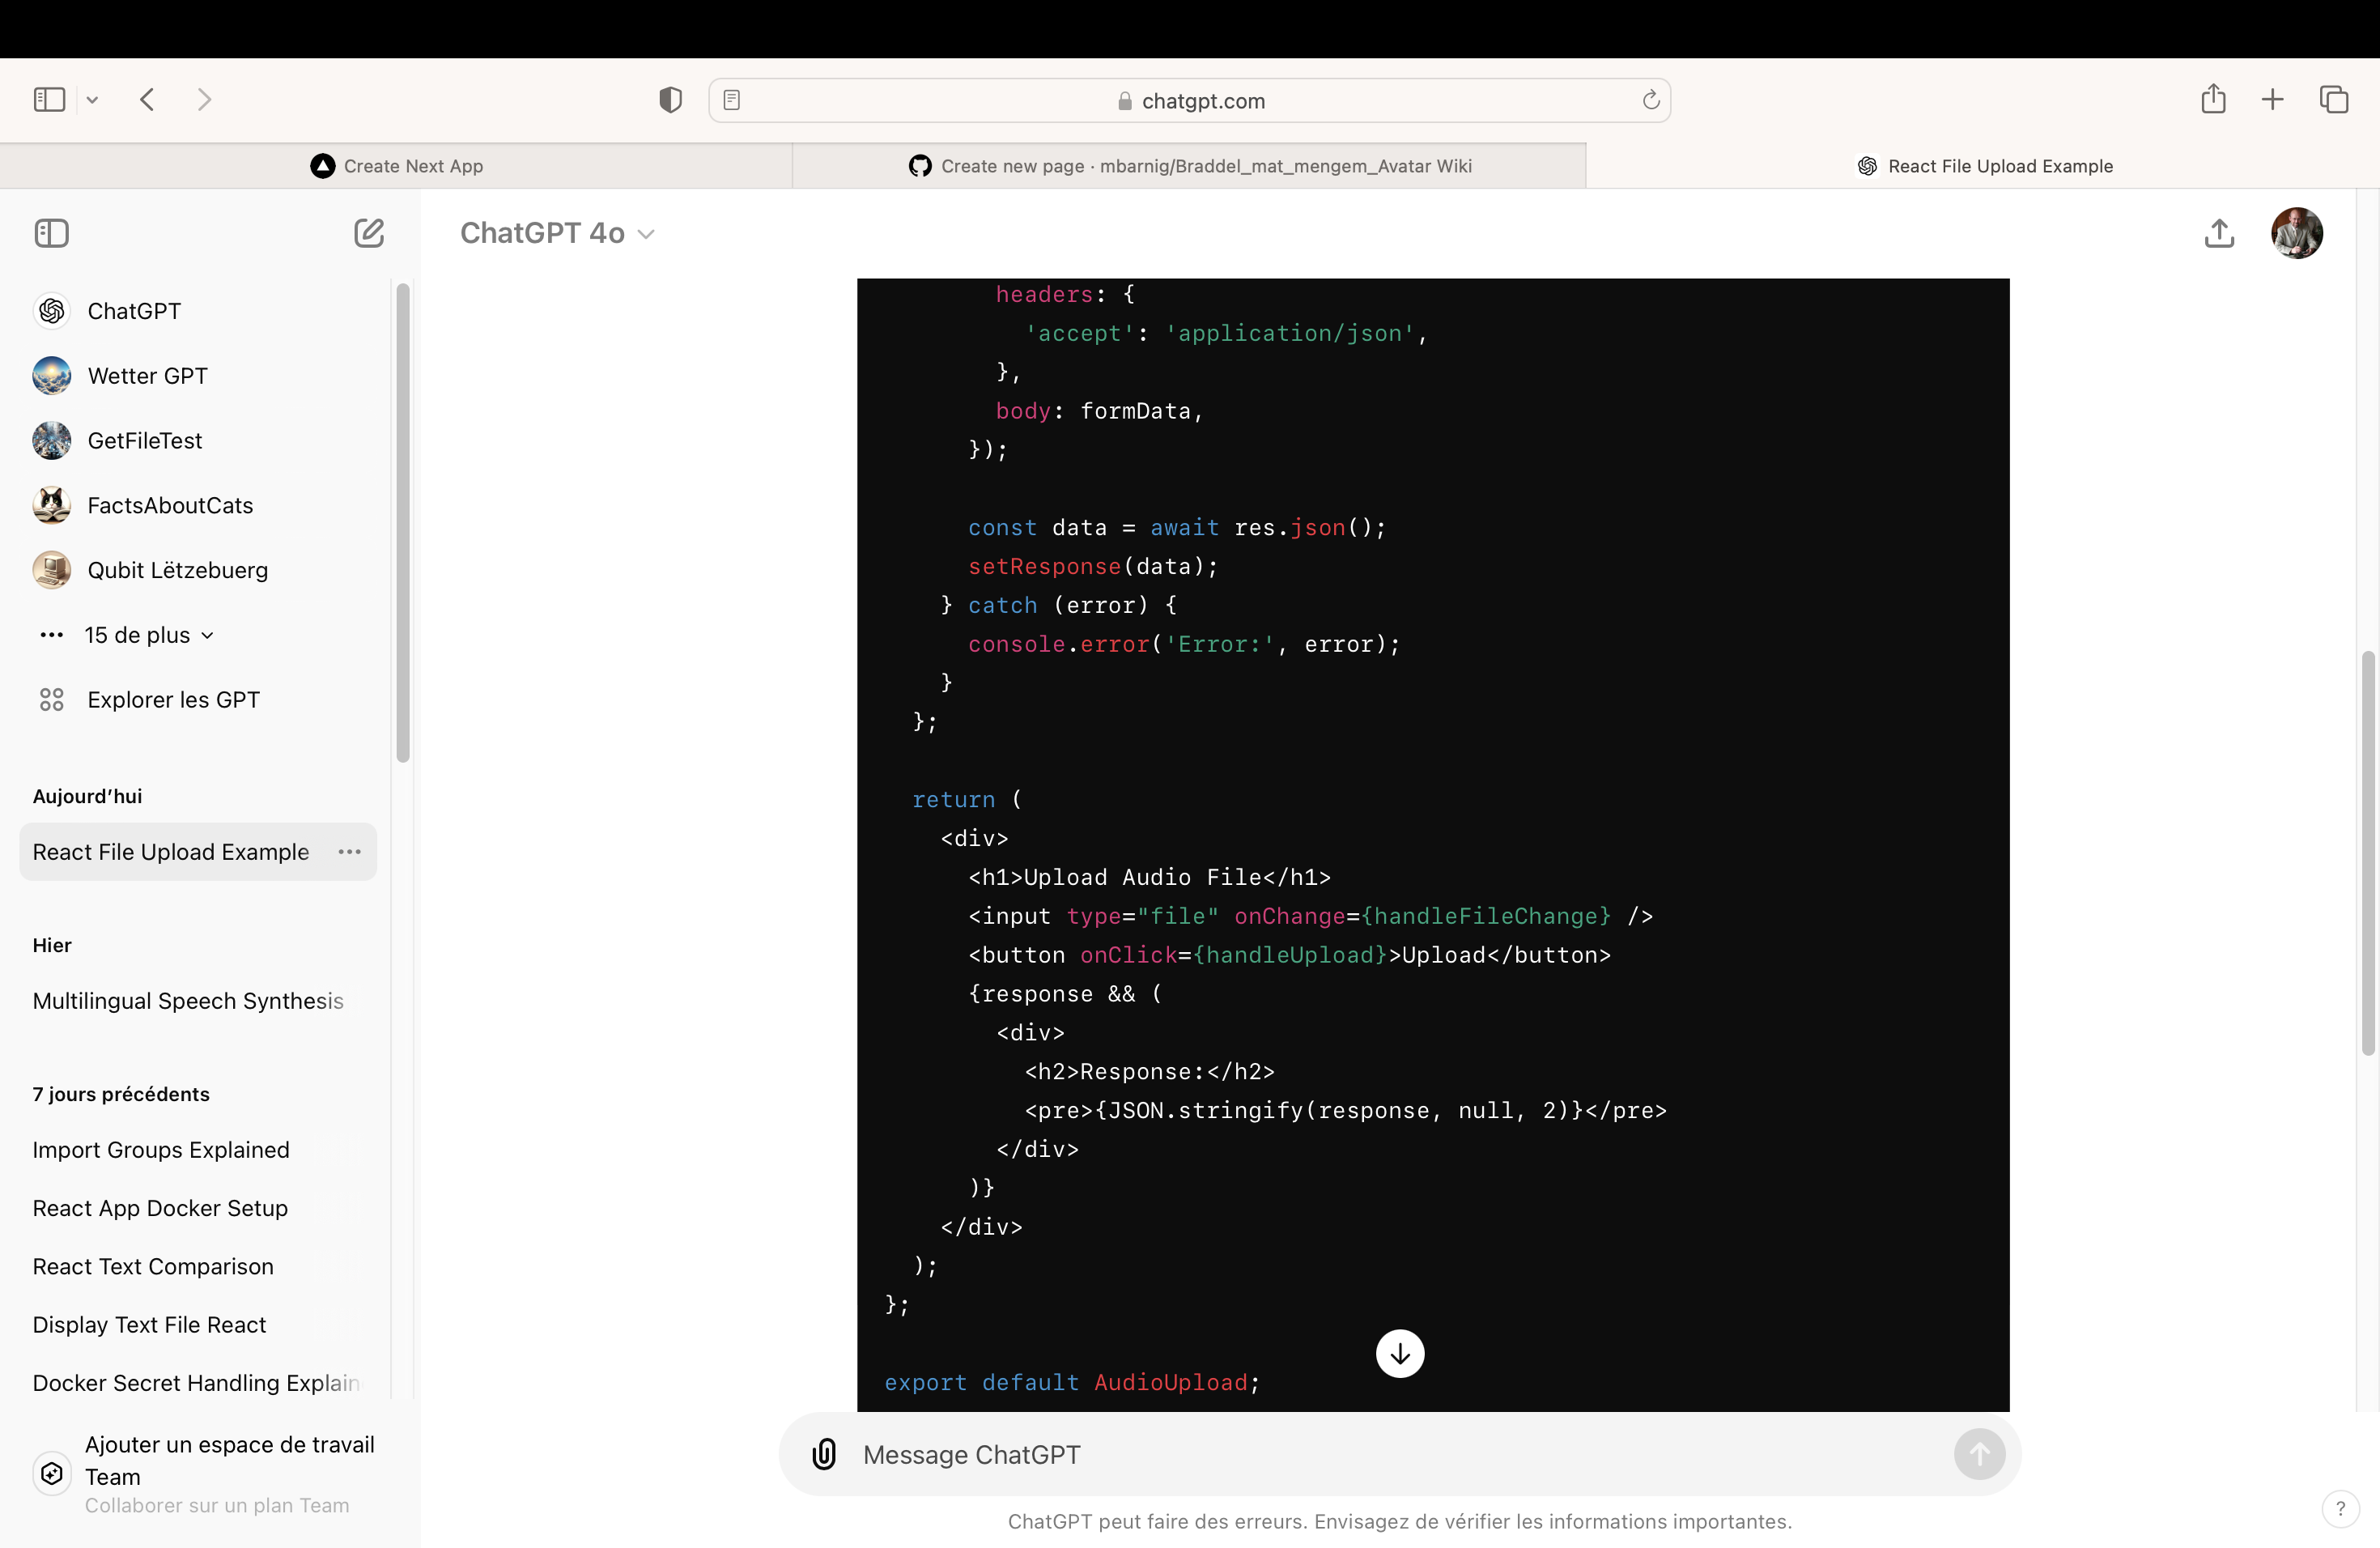 chatgpt.com
Create Next App
Create new page · mbarnig/Braddel_mat_mengem_Avatar Wiki
React File Upload Example
ChatGPT 4o
ChatGPT
Wetter GPT
GetFileTest
FactsAboutCats
Qubit Lëtzebuerg
15 de plus
Explorer les GPT
Aujourd’hui
React File Upload Example
Hier
Multilingual Speech Synthesis
7 jours précédents
Import Groups Explained
React App Docker Setup
React Text Comparison
Display Text File React
Docker Secret Handling Explain
Ajouter un espace de travail
Team
Collaborer sur un plan Team
headers: {
'accept': 'application/json',
},
body: formData,
});
const data = await res.json();
setResponse(data);
} catch (error) {
console.error('Error:', error);
}
};
return (
<div>
<h1>Upload Audio File</h1>
<input type="file" onChange={handleFileChange} />
<button onClick={handleUpload}>Upload</button>
{response && (
<div>
<h2>Response:</h2>
<pre>{JSON.stringify(response, null, 2)}</pre>
</div>
)}
</div>
);
};
export default AudioUpload;
Message ChatGPT
ChatGPT peut faire des erreurs. Envisagez de vérifier les informations importantes.
?